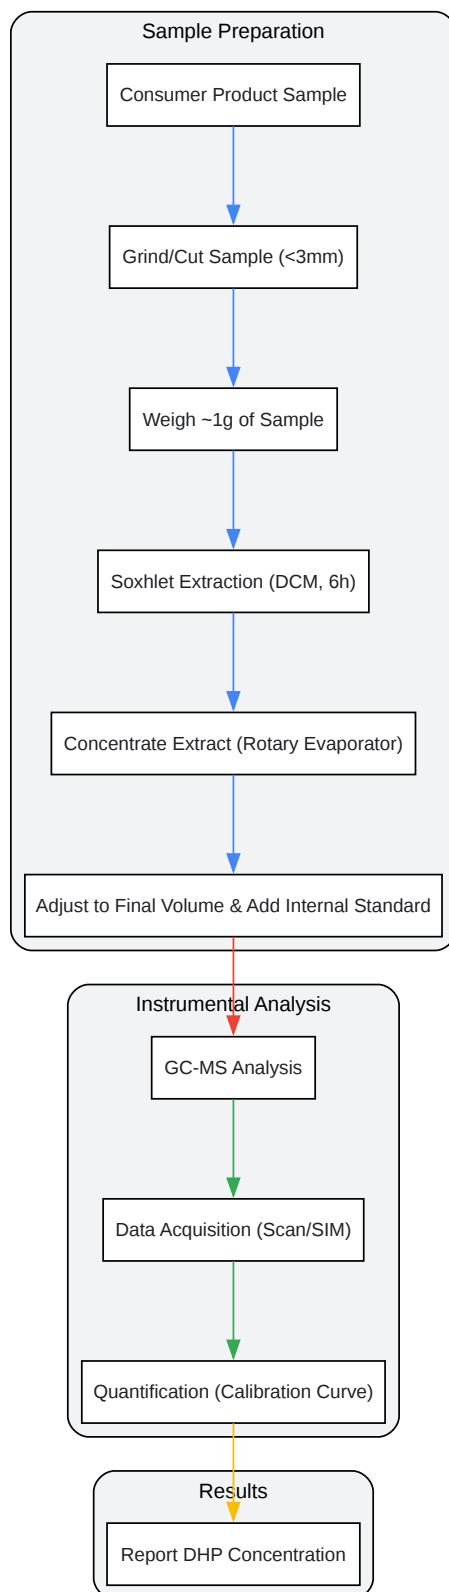 Sample Preparation
Consumer Product Sample
Grind/Cut Sample (<3mm)
Weigh ~1g of Sample
Soxhlet Extraction (DCM, 6h)
Concentrate Extract (Rotary Evaporator)
Adjust to Final Volume & Add Internal Standard
Instrumental Analysis
GC-MS Analysis
Data Acquisition (Scan/SIM)
Quantification (Calibration Curve)
Results
Report DHP Concentration